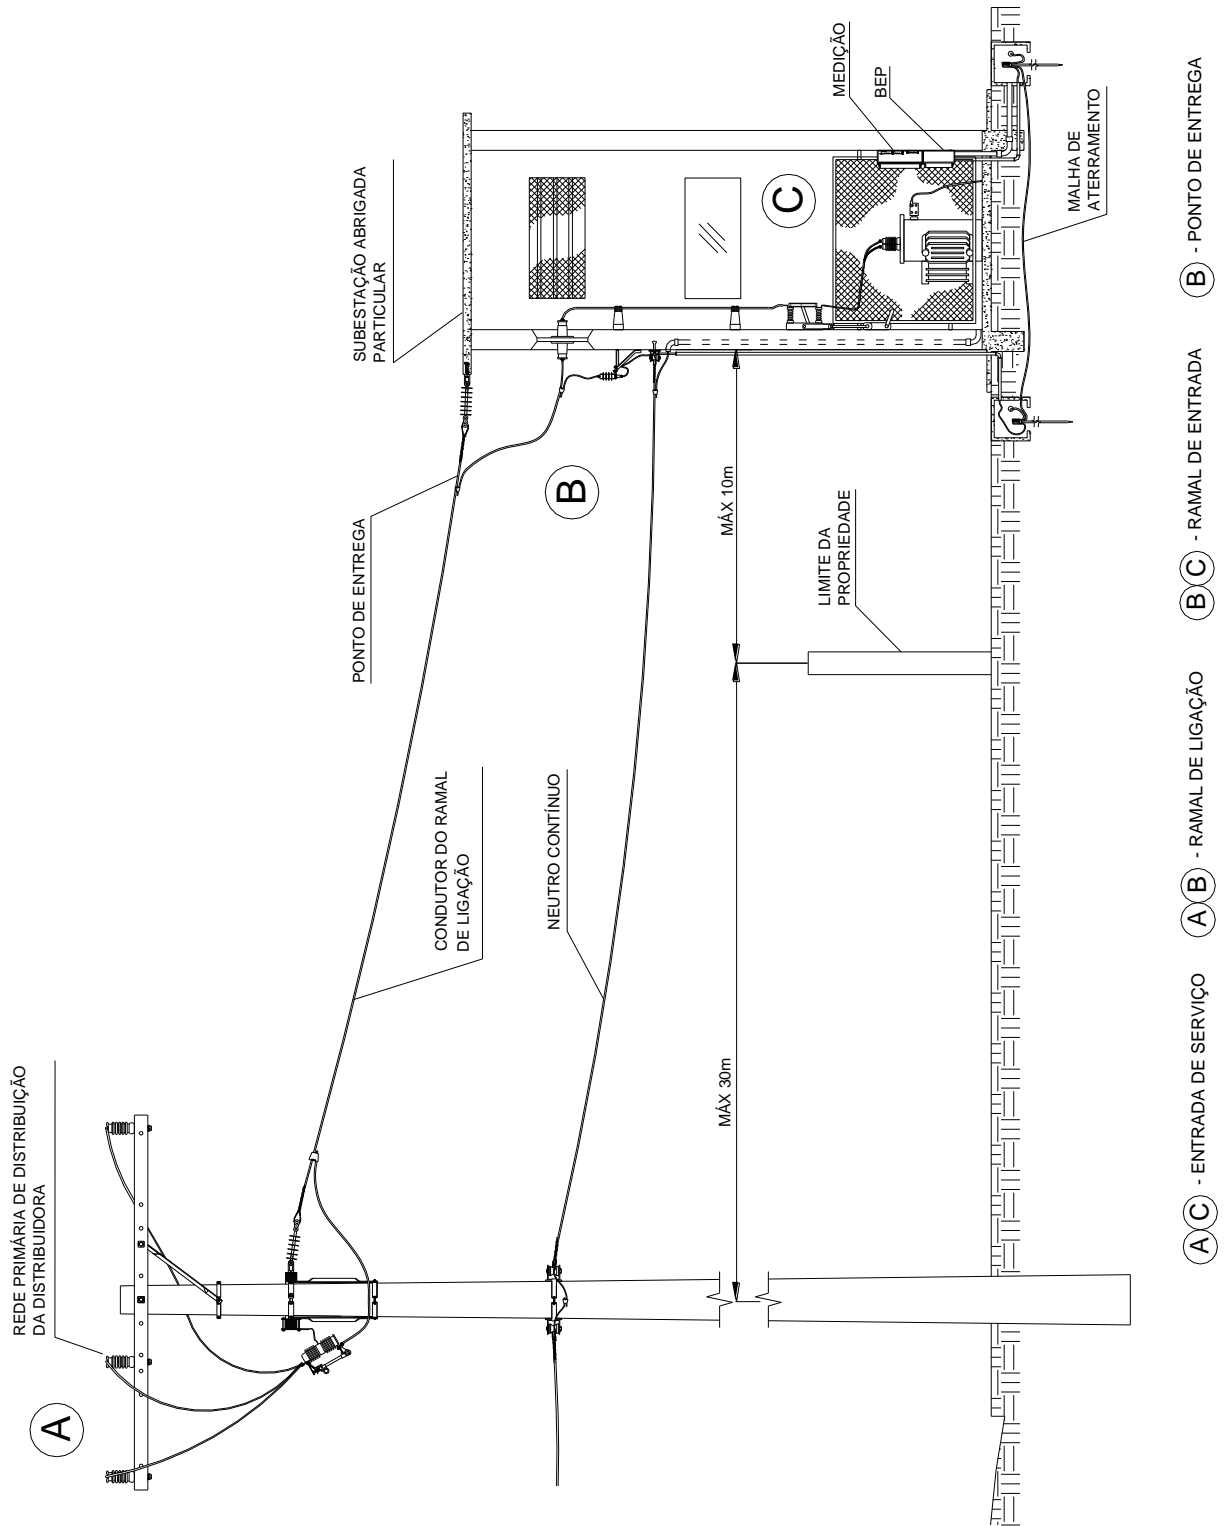 REDE PRIMÁRIA DE DISTRIBUIÇÃO
DA DISTRIBUIDORA
A
CONDUTOR DO RAMAL
DE LIGAÇÃO
NEUTRO CONTÍNUO
PONTO DE ENTREGA
B
SUBESTAÇÃO ABRIGADA
PARTICULAR
C
MEDIÇÃO
BEP
MÁX 30m
MÁX 10m
LIMITE DA
PROPRIEDADE
MALHA DE
ATERRAMENTO
A C - ENTRADA DE SERVIÇO
A B - RAMAL DE LIGAÇÃO
B C - RAMAL DE ENTRADA
B - PONTO DE ENTREGA